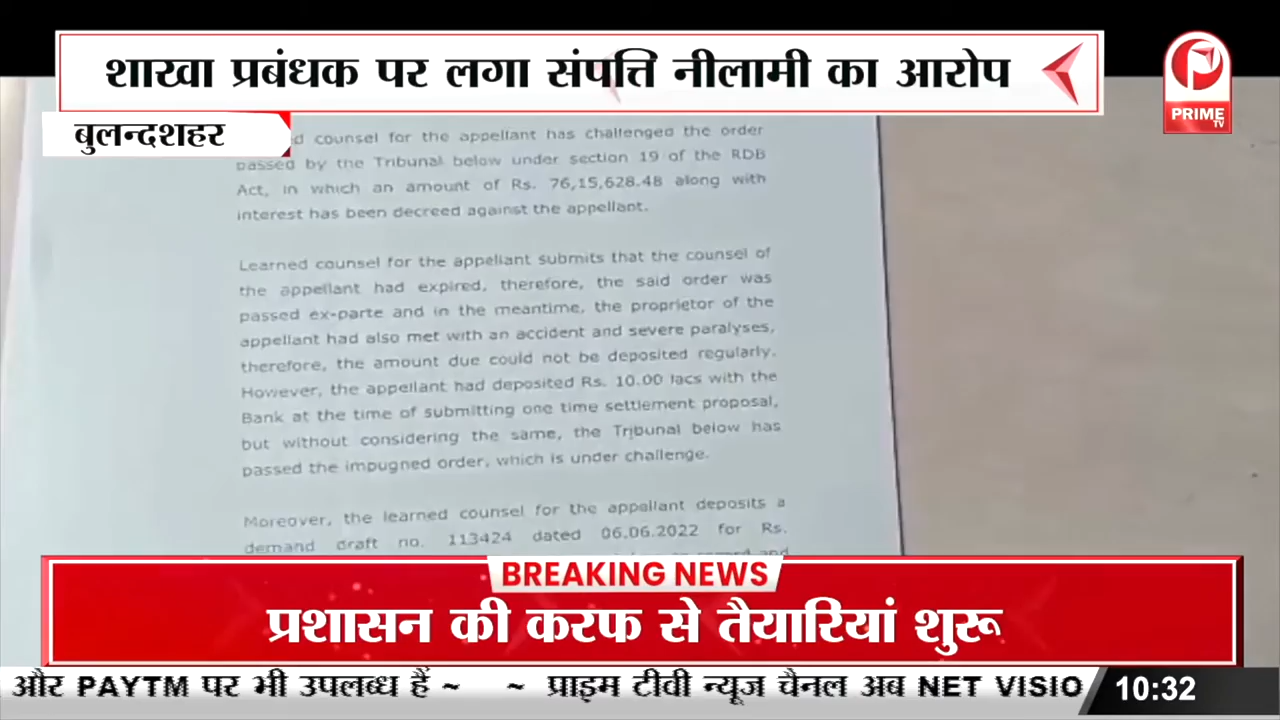 शाखा प्रबंधक पर लगा संपत्ति नीलामी का आरोप
PRIME
TV
बुलन्दशहर
counsel for the appellant has challenged the order
passed by the Tribunal below under section 19 of the RDB
Act, in which an amount of Rs. 76,15,628.48 along with
interest has been decreed against the appellant.
Learned counsel for the appellant submits that the counsel of
the appellant had expired, therefore, the said order was
passed ex-parte and in the meantime, the proprietor of the
appellant had also met with an accident and severe paralyses,
therefore, the amount due could not be deposited regularly.
However, the appellant had deposited Rs. 10.00 lacs with the
Bank at the time of submitting one time settlement proposal,
but without considering the same, the Tribunal below has
passed the impugned order, which is under challenge.
Moreover, the learned counsel for the appellant deposits a
demand draft no. 113424 dated 06.06.2022 for Rs.
BREAKING NEWS
प्रशासन की करफ से तैयारियां शुरू
और PAYTM पर भी उपलब्ध हैं ~ ~ प्राइम टीवी न्यूज चैनल अब NET VISIO
10:32